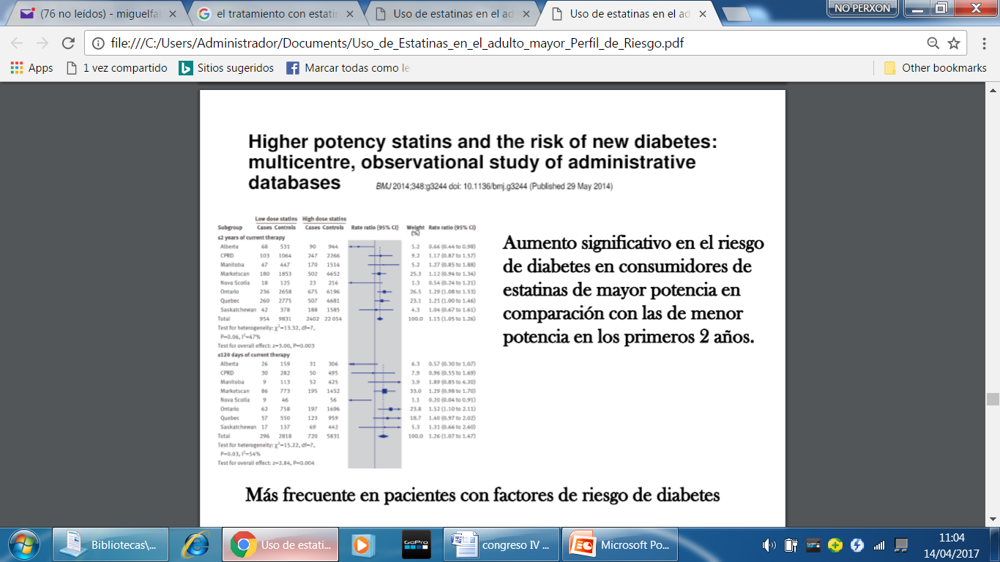 (76 no leídos) - miguelfal
el tratamiento con estatin
Uso de estatinas en el ad
Uso de estatinas en el ad
NO PERXON
file:///C:/Users/Administrador/Documents/Uso_de_Estatinas_en_el_adulto_mayor_Perfil_de_Riesgo.pdf
Apps
1 vez compartido
Sitios sugeridos
Marcar todas como le
Other bookmarks
Higher potency statins and the risk of new diabetes:
multicentre, observational study of administrative
databases
BMJ 2014;348:g3244 doi: 10.1136/bmj.g3244 (Published 29 May 2014)
Low dose statins High dose statins
Subgroup Cases Controls Cases Controls Rate ratio (95% CI) Weight (%) Rate ratio (95% CI)
≤2 years of current therapy
Alberta 68 531 90 944 5.2 0.66 (0.44 to 0.98)
CPRD 103 1064 247 2266 9.2 1.17 (0.87 to 1.57)
Manitoba 47 447 170 1514 5.2 1.27 (0.85 to 1.88)
Marketscan 180 1853 502 4652 25.3 1.12 (0.94 to 1.34)
Nova Scotia 18 125 23 216 1.3 0.54 (0.24 to 1.21)
Ontario 236 2658 675 6196 26.5 1.29 (1.08 to 1.53)
Quebec 260 2775 507 4681 23.1 1.21 (1.00 to 1.46)
Saskatchewan 42 378 188 1585 4.3 1.04 (0.67 to 1.61)
Total 954 9831 2402 22 054 100.0 1.15 (1.05 to 1.26)
Test for heterogeneity: χ²=13.32, df=7,
P=0.06, I²=47%
Test for overall effect: z=3.00, P=0.003
≤120 days of current therapy
Alberta 26 159 31 306 6.3 0.57 (0.30 to 1.07)
CPRD 30 282 50 495 7.9 0.96 (0.55 to 1.69)
Manitoba 9 113 52 425 3.9 1.89 (0.85 to 4.20)
Marketscan 86 773 195 1452 33.0 1.29 (0.98 to 1.70)
Nova Scotia 9 46 56 1.1 0.20 (0.04 to 0.91)
Ontario 62 758 197 1696 23.8 1.52 (1.10 to 2.11)
Quebec 57 550 123 959 18.7 1.40 (0.97 to 2.02)
Saskatchewan 17 137 69 442 5.3 1.31 (0.66 to 2.60)
Total 296 2818 720 5831 100.0 1.26 (1.07 to 1.47)
Test for heterogeneity: χ²=15.22, df=7,
P=0.03, I²=54%
Test for overall effect: z=2.84, P=0.004
Aumento significativo en el riesgo
de diabetes en consumidores de
estatinas de mayor potencia en
comparación con las de menor
potencia en los primeros 2 años.
Más frecuente en pacientes con factores de riesgo de diabetes
Bibliotecas\...
Uso de estati...
GoPro
congreso IV ...
Microsoft Po...
11:04
14/04/2017